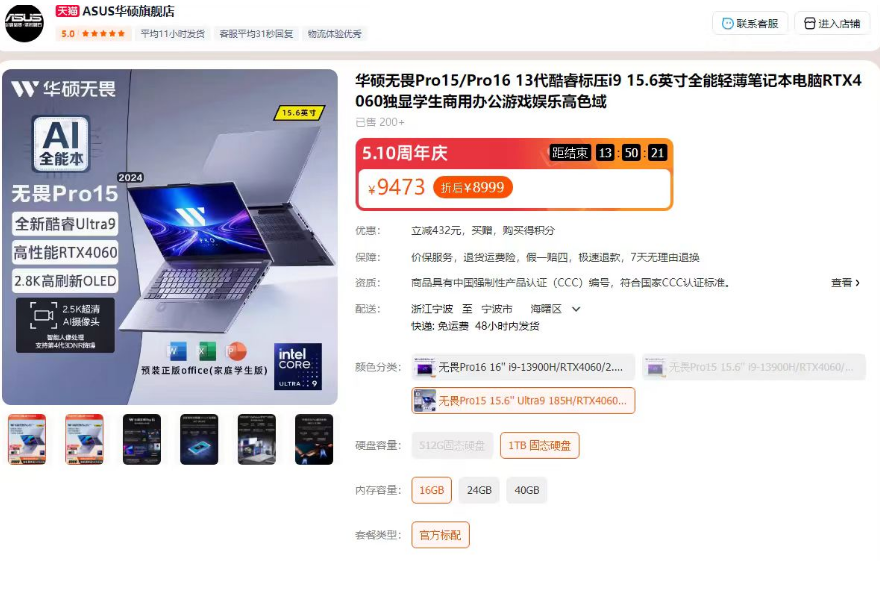 天猫 ASUS华硕旗舰店
5.0 平均11小时发货 客服平均31秒回复 物流体验优秀
联系客服 进入店铺
华硕无畏
15.6英寸
AI
全能本
2024
无畏Pro15
全新酷睿Ultra9
高性能RTX4060
2.8K高刷新OLED
2.5K超清
AI摄像头
智能人像处理
支持第4代3DNR降噪
预装正版office(家庭学生版)
intel
CORE
ULTRA 9
华硕无畏Pro15/Pro16 13代酷睿标压i9 15.6英寸全能轻薄笔记本电脑RTX4
060独显学生商用办公游戏娱乐高色域
已售 200+
5.10周年庆 距结束 13 : 50 : 21
¥9473 折后¥8999
优惠： 立减432元，买赠，购买得积分
保障： 价保服务，退货运费险，假一赔四，极速退款，7天无理由退换
资质： 商品具有中国强制性产品认证（CCC）编号，符合国家CCC认证标准。 查看
配送： 浙江宁波 至 宁波市 海曙区
快递: 免运费 48小时内发货
颜色分类： 无畏Pro16 16" i9-13900H/RTX4060/2.... 无畏Pro15 15.6" i9-13900H/RTX4060/...
无畏Pro15 15.6" Ultra9 185H/RTX4060...
硬盘容量： 512G固态硬盘 1TB 固态硬盘
内存容量： 16GB 24GB 40GB
套餐类型： 官方标配